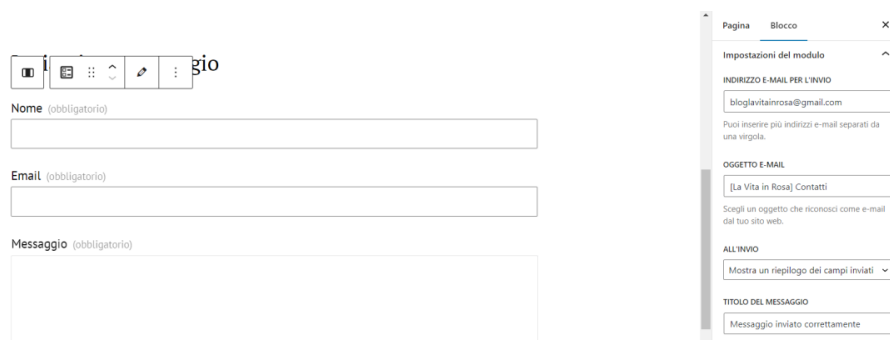 gio
Nome (obbligatorio)
Email (obbligatorio)
Messaggio (obbligatorio)
Pagina Blocco
Impostazioni del modulo
INDIRIZZO E-MAIL PER L'INVIO
bloglavitainrosa@gmail.com
Puoi inserire più indirizzi e-mail separati da
una virgola.
OGGETTO E-MAIL
[La Vita in Rosa] Contatti
Scegli un oggetto che riconosci come e-mail
dal tuo sito web.
ALL'INVIO
Mostra un riepilogo dei campi inviati
TITOLO DEL MESSAGGIO
Messaggio inviato correttamente